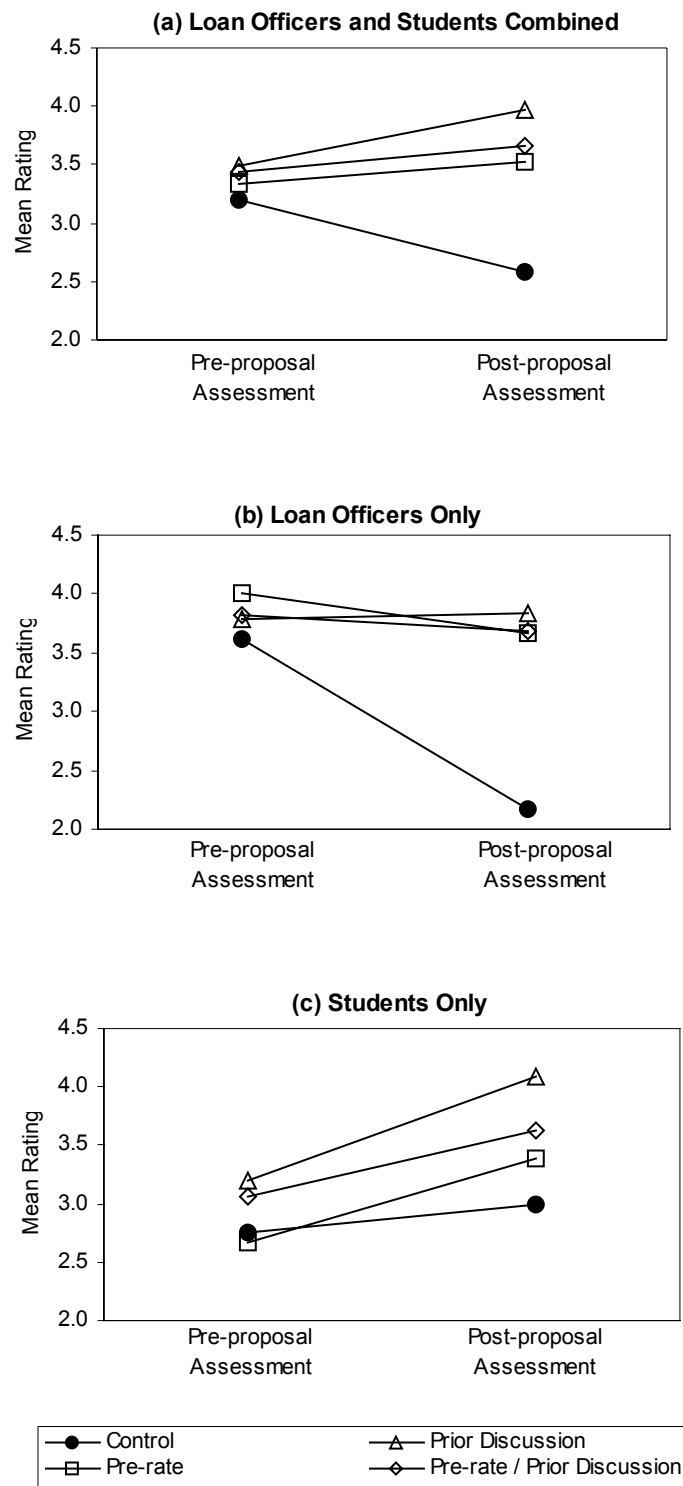 (a) Loan Officers and Students Combined
4.5
4.0
3.5
3.0
2.5
2.0
Mean Rating
Pre-proposal Assessment
Post-proposal Assessment
(b) Loan Officers Only
4.5
4.0
3.5
3.0
2.5
2.0
Mean Rating
Pre-proposal Assessment
Post-proposal Assessment
(c) Students Only
4.5
4.0
3.5
3.0
2.5
2.0
Mean Rating
Pre-proposal Assessment
Post-proposal Assessment
Control
Prior Discussion
Pre-rate
Pre-rate / Prior Discussion